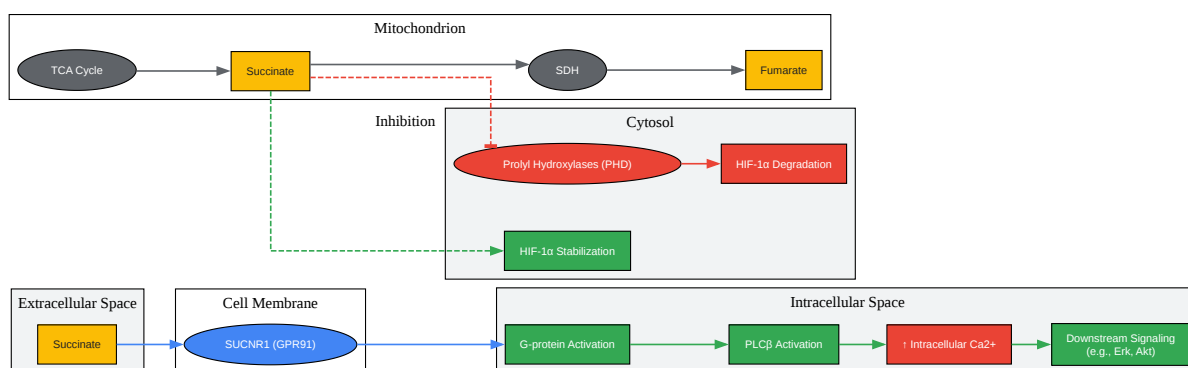 Mitochondrion
TCA Cycle
Succinate
SDH
Fumarate
Inhibition
Cytosol
Prolyl Hydroxylases (PHD)
HIF-1α Degradation
HIF-1α Stabilization
Extracellular Space
Cell Membrane
Intracellular Space
Succinate
SUCNR1 (GPR91)
G-protein Activation
PLCβ Activation
↑ Intracellular Ca2+
Downstream Signaling
(e.g., Erk, Akt)